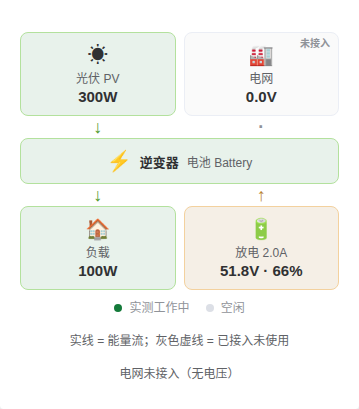 光伏 PV
300W
未接入
电网
0.0V
逆变器 电池 Battery
负载
100W
放电 2.0A
51.8V · 66%
实测工作中 空闲
实线 = 能量流；灰色虚线 = 已接入未使用
电网未接入（无电压）